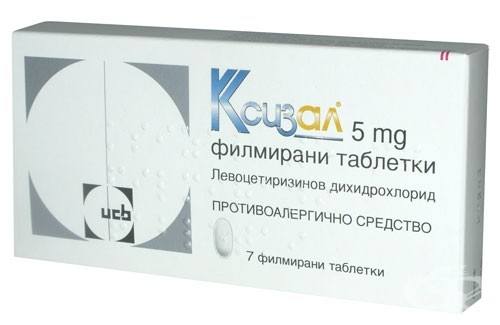 Ксизал® 5 mg
филмирани таблетки
Левоцетиризинов дихидрохлорид
ПРОТИВОАЛЕРГИЧНО СРЕДСТВО
7 филмирани таблетки
ucb